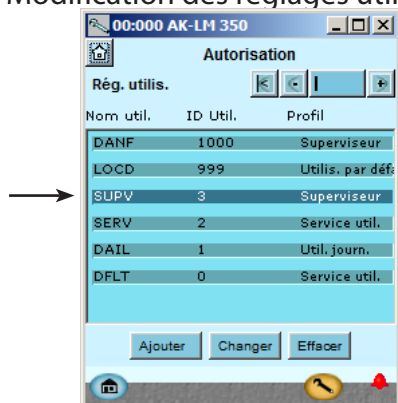 Modification des réglages util
00:000 AK-LM 350
Autorisation
Rég. utilis.
Nom util. ID Util. Profil
DANF 1000 Superviseur
LOCD 999 Utilis. par défa
SUPV 3 Superviseur
SERV 2 Service util.
DAIL 1 Util. journ.
DFLT 0 Service util.
Ajouter Changer Effacer